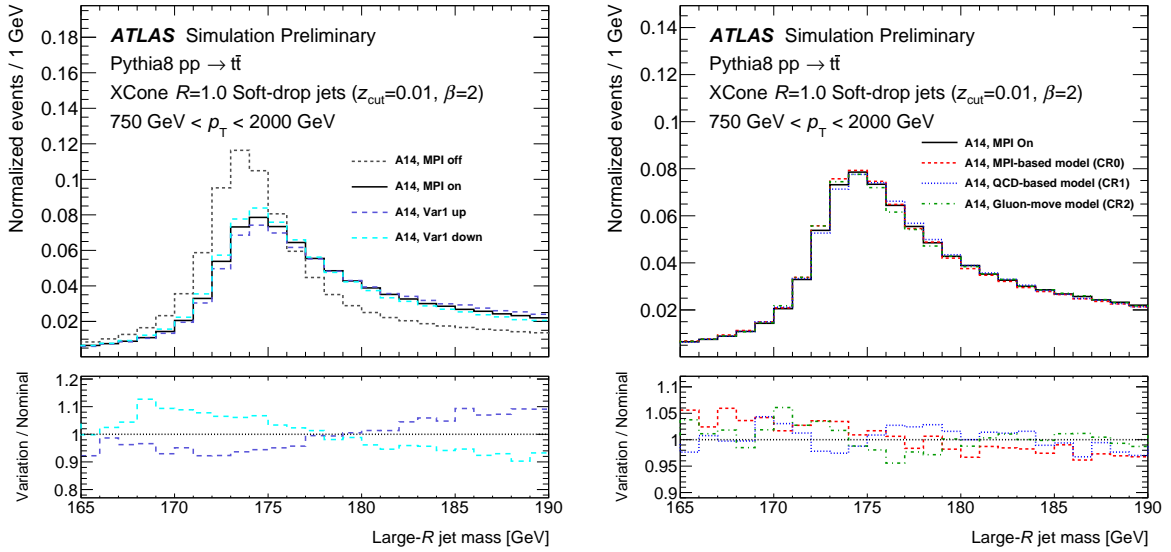 Normalized events / 1 GeV
0.18
0.16
0.14
0.12
0.1
0.08
0.06
0.04
0.02
ATLAS Simulation Preliminary
Pythia8 pp → tt̄
XCone R=1.0 Soft-drop jets (z_cut=0.01, β=2)
750 GeV < p_T < 2000 GeV
A14, MPI off
A14, MPI on
A14, Var1 up
A14, Var1 down
Variation / Nominal
1.2
1.1
1
0.9
0.8
165 170 175 180 185 190
Large-R jet mass [GeV]
Normalized events / 1 GeV
0.14
0.12
0.1
0.08
0.06
0.04
0.02
ATLAS Simulation Preliminary
Pythia8 pp → tt̄
XCone R=1.0 Soft-drop jets (z_cut=0.01, β=2)
750 GeV < p_T < 2000 GeV
A14, MPI On
A14, MPI-based model (CR0)
A14, QCD-based model (CR1)
A14, Gluon-move model (CR2)
Variation / Nominal
1.1
1.05
1
0.95
0.9
165 170 175 180 185 190
Large-R jet mass [GeV]